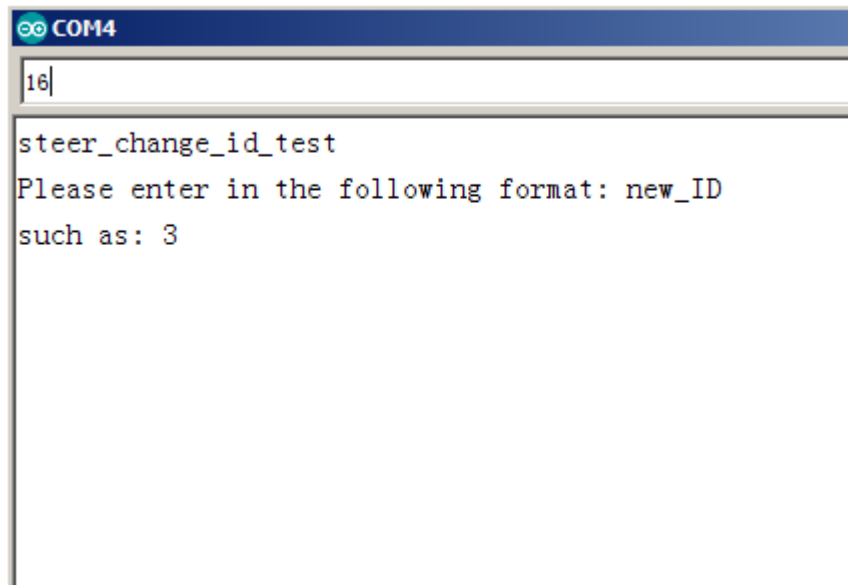 COM4
16
steer_change_id_test
Please enter in the following format: new_ID
such as: 3